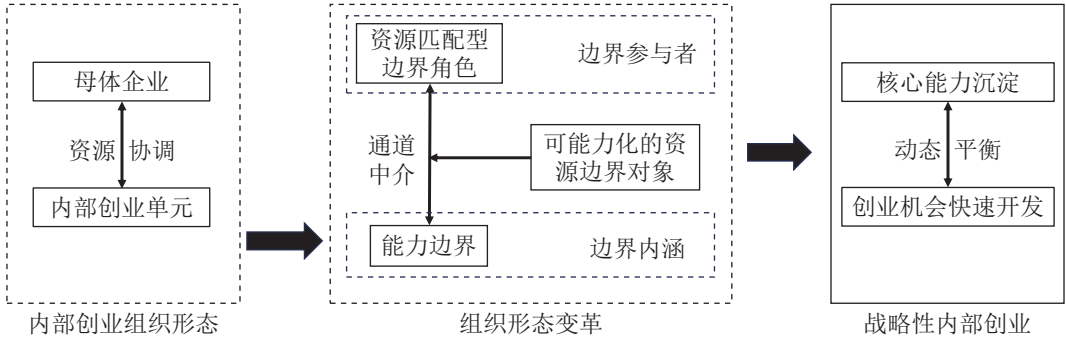 母体企业
资源 协调
内部创业单元
内部创业组织形态
资源匹配型
边界角色
边界参与者
通道
中介
可能力化的资
源边界对象
能力边界
边界内涵
组织形态变革
核心能力沉淀
动态 平衡
创业机会快速开发
战略性内部创业